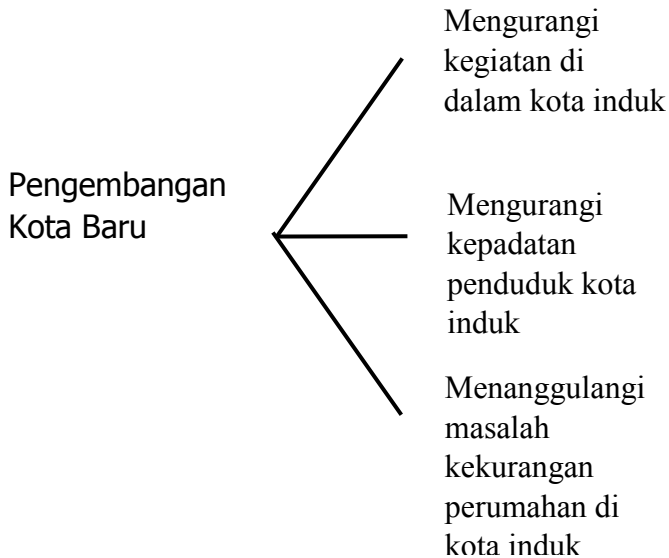 Mengurangi
kegiatan di
dalam kota induk
Pengembangan
Kota Baru
Mengurangi
kepadatan
penduduk kota
induk
Menanggulangi
masalah
kekurangan
perumahan di
kota induk